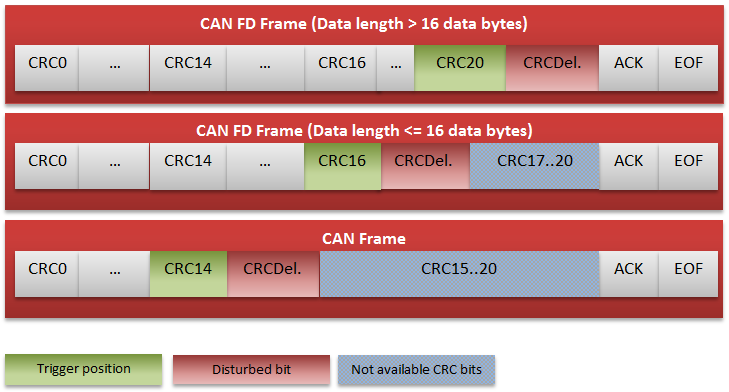 CAN FD Frame (Data length > 16 data bytes)
CRC0 ... CRC14 ... CRC16 ... CRC20 CRCDel. ACK EOF
CAN FD Frame (Data length <= 16 data bytes)
CRC0 ... CRC14 ... CRC16 CRCDel. CRC17..20 ACK EOF
CAN Frame
CRC0 ... CRC14 CRCDel. CRC15..20 ACK EOF
Trigger position Disturbed bit Not available CRC bits